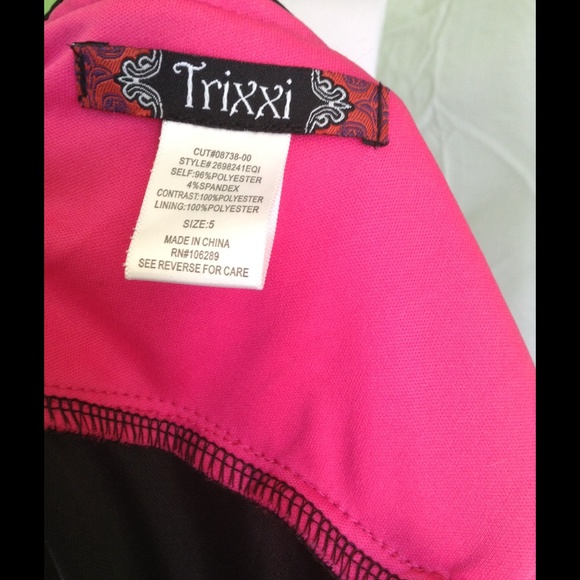 Trixxi
CUT#08738-00
STYLE#2698241EQI
SELF:96%POLYESTER
4%SPANDEX
CONTRAST:100%POLYESTER
LINING:100%POLYESTER
SIZE:5
MADE IN CHINA
RN#106289
SEE REVERSE FOR CARE